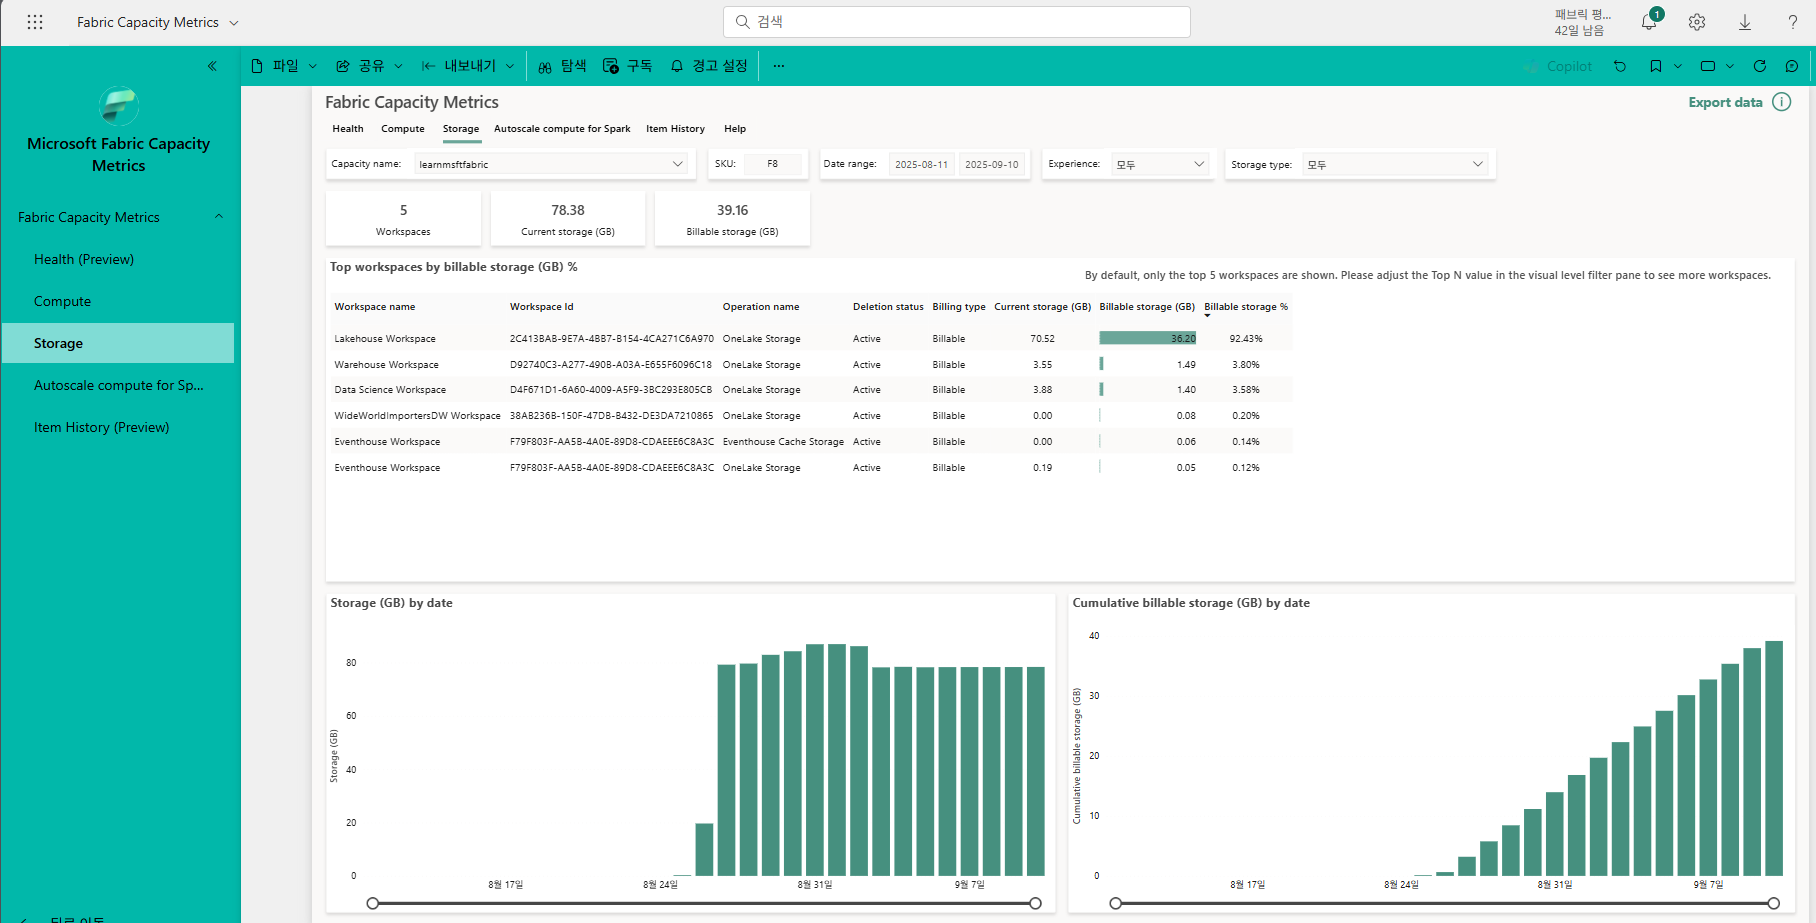 Fabric Capacity Metrics
검색
패브릭 평...
42일 남음
1
파일
공유
내보내기
탐색
구독
경고 설정
Copilot
Microsoft Fabric Capacity
Metrics
Fabric Capacity Metrics
Health (Preview)
Compute
Storage
Autoscale compute for Sp...
Item History (Preview)
Fabric Capacity Metrics
Export data
Health Compute Storage Autoscale compute for Spark Item History Help
Capacity name: learnmsftfabric SKU: F8 Date range: 2025-08-11 2025-09-10 Experience: 모두 Storage type: 모두
5 78.38 39.16
Workspaces Current storage (GB) Billable storage (GB)
Top workspaces by billable storage (GB) %
By default, only the top 5 workspaces are shown. Please adjust the Top N value in the visual level filter pane to see more workspaces.
Workspace name Workspace Id Operation name Deletion status Billing type Current storage (GB) Billable storage (GB) Billable storage %
Lakehouse Workspace 2C413BAB-9E7A-4BB7-B154-4CA271C6A970 OneLake Storage Active Billable 70.52 36.20 92.43%
Warehouse Workspace D92740C3-A277-490B-A03A-E655F6096C18 OneLake Storage Active Billable 3.55 1.49 3.80%
Data Science Workspace D4F671D1-6A60-4009-A5F9-3BC293E805CB OneLake Storage Active Billable 3.88 1.40 3.58%
WideWorldImportersDW Workspace 38AB236B-150F-47DB-B432-DE3DA7210865 OneLake Storage Active Billable 0.00 0.08 0.20%
Eventhouse Workspace F79F803F-AA5B-4A0E-89D8-CDAEEE6C8A3C Eventhouse Cache Storage Active Billable 0.00 0.06 0.14%
Eventhouse Workspace F79F803F-AA5B-4A0E-89D8-CDAEEE6C8A3C OneLake Storage Active Billable 0.19 0.05 0.12%
Storage (GB) by date
Storage (GB)
80
60
40
20
0
8월 17일 8월 24일 8월 31일 9월 7일
Cumulative billable storage (GB) by date
Cumulative billable storage (GB)
40
30
20
10
0
8월 17일 8월 24일 8월 31일 9월 7일